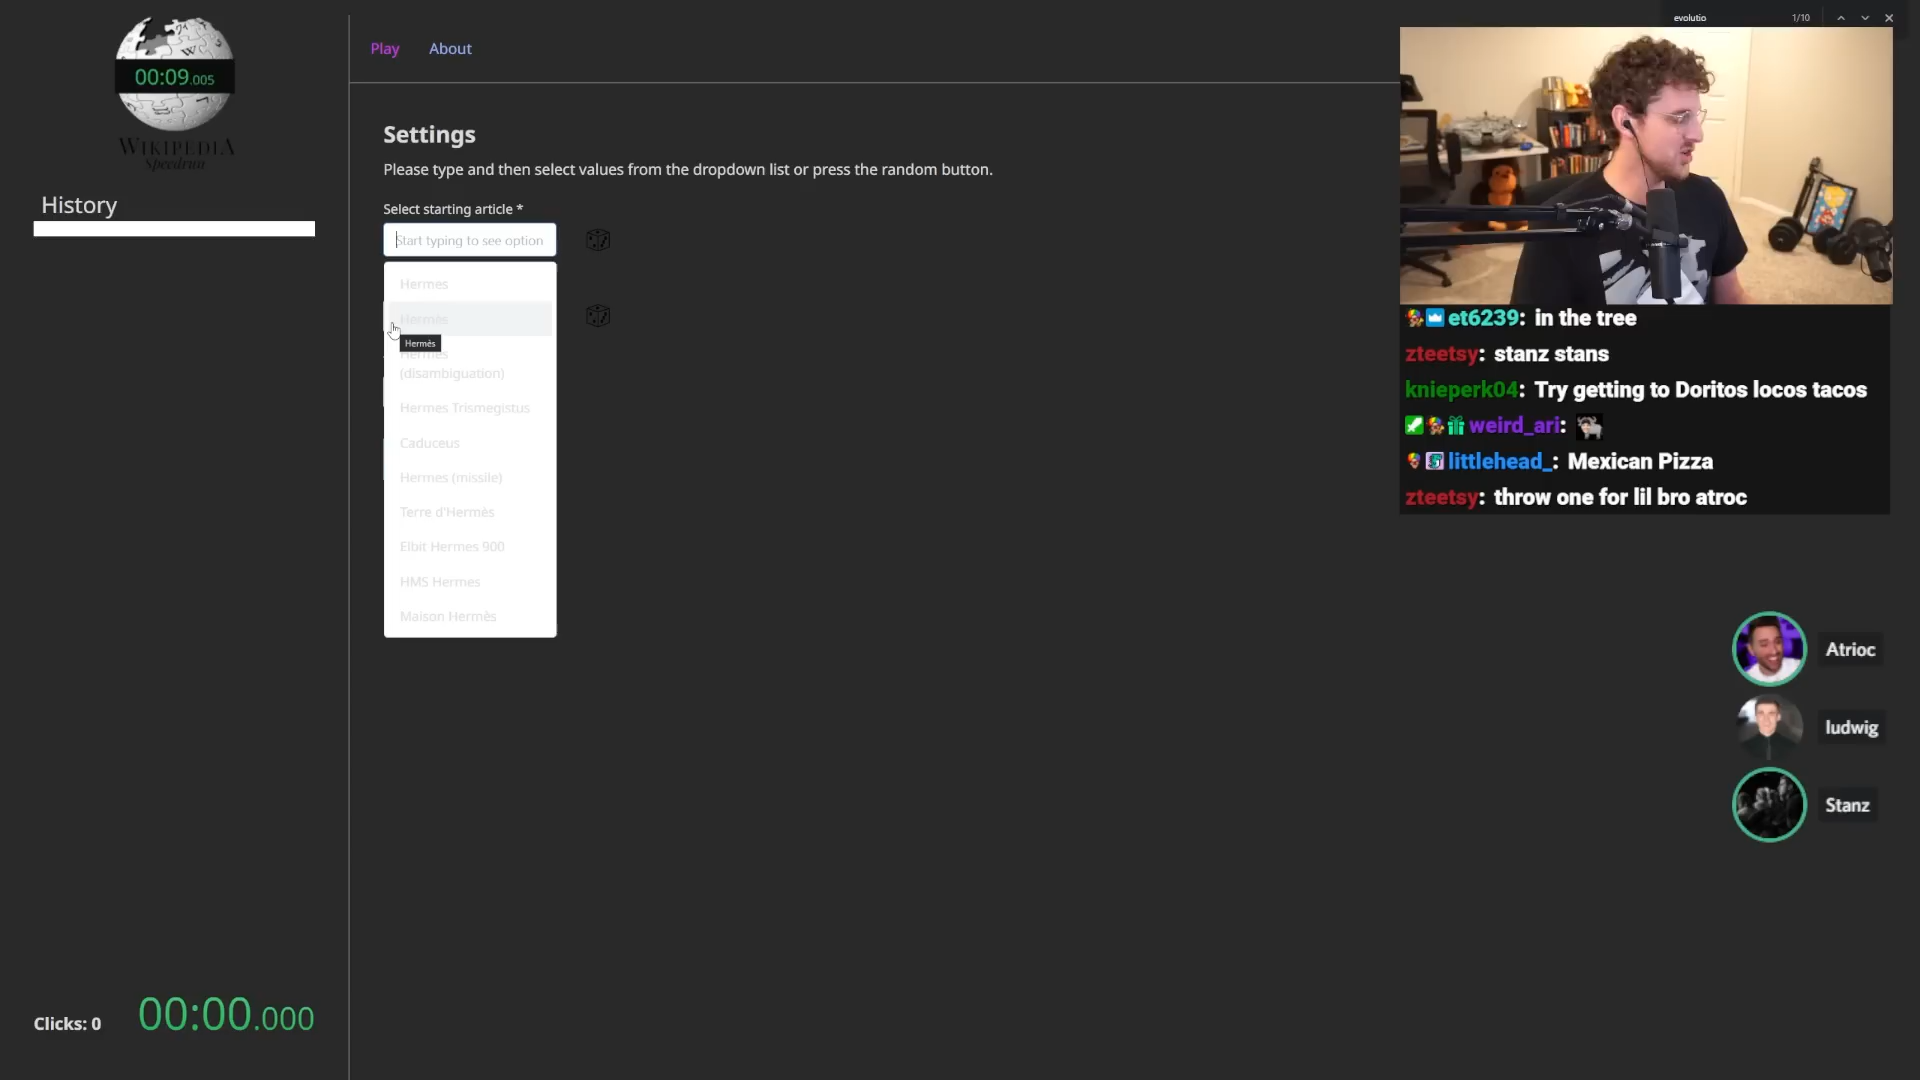 evolutio
1/10
00:09.005
WIKIPEDIA
Speedrun
Play
About
History
Settings
Please type and then select values from the dropdown list or press the random button.
Select starting article *
Start typing to see option
Hermes
Hermès
Hermès
Hermes
(disambiguation)
Hermes Trismegistus
Caduceus
Hermes (missile)
Terre d'Hermès
Elbit Hermes 900
HMS Hermes
Maison Hermès
et6239: in the tree
zteetsy: stanz stans
knieperk04: Try getting to Doritos locos tacos
weird_ari:
littlehead_: Mexican Pizza
zteetsy: throw one for lil bro atroc
Atrioc
ludwig
Stanz
Clicks: 0
00:00.000